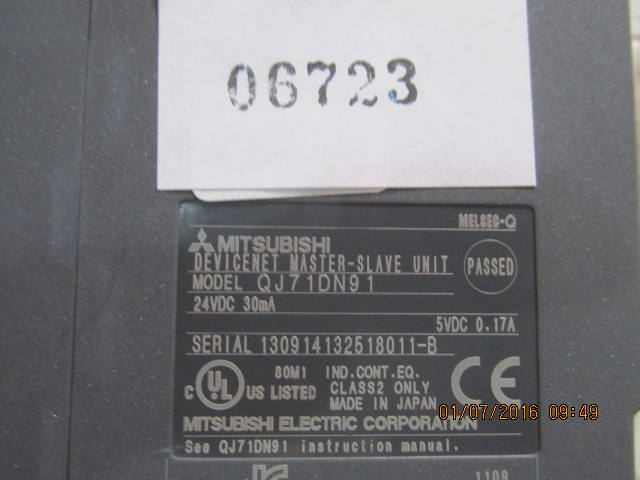 06723
MELSEC-Q
MITSUBISHI
DEVICENET MASTER-SLAVE UNIT
PASSED
MODEL QJ71DN91
24VDC 30mA
5VDC 0.17A
SERIAL 130914132518011-B
80M1 IND.CONT.EQ.
C UL US LISTED CLASS2 ONLY
MADE IN JAPAN
CE
01/07/2016 09:49
MITSUBISHI ELECTRIC CORPORATION
See QJ71DN91 instruction manual.
1109